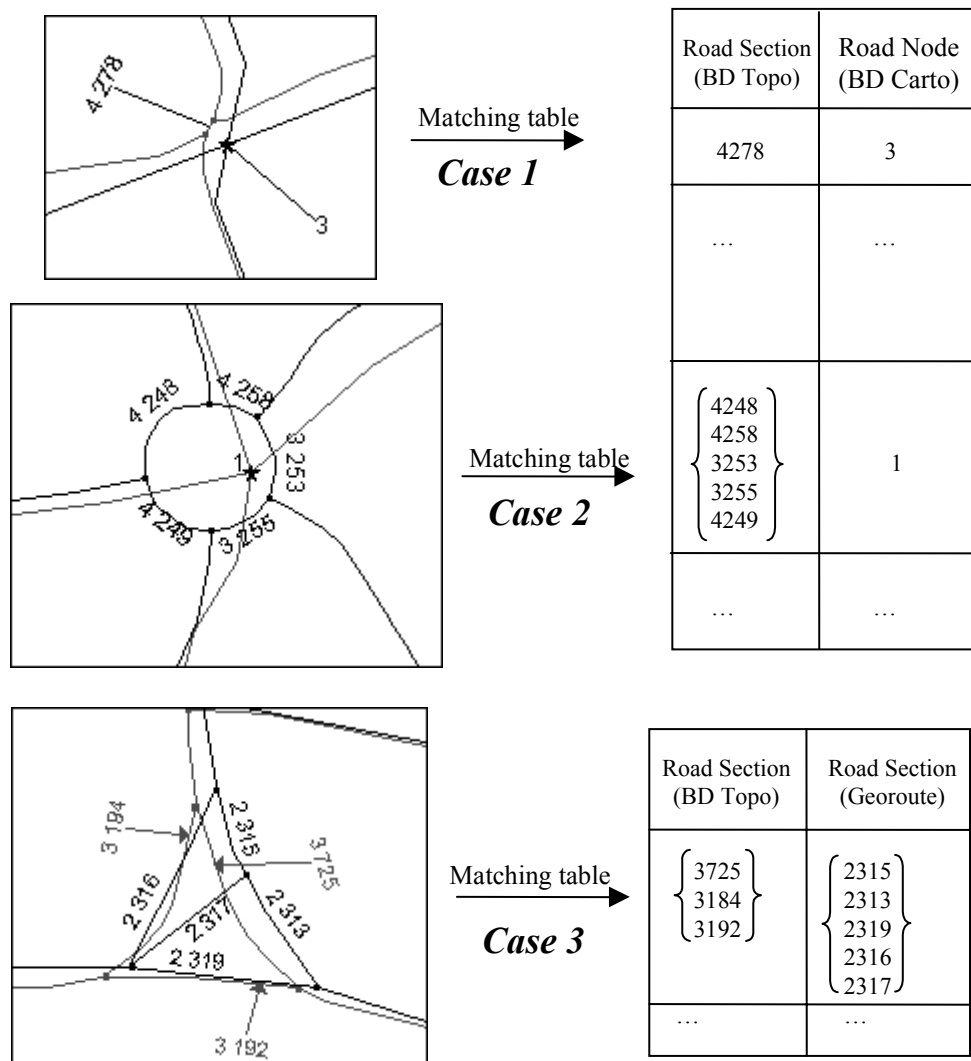 4 278
3
Matching table
Case 1
Road Section
(BD Topo)
Road Node
(BD Carto)
4278
3
...
...
4 248
4 258
1
3 253
4 249
3 255
Matching table
Case 2
4248
4258
3253
3255
4249
1
...
...
3 194
2 315
3 725
2 316
2 317
2 313
2 319
3 192
Matching table
Case 3
Road Section
(BD Topo)
Road Section
(Georoute)
3725
3184
3192
2315
2313
2319
2316
2317
...
...